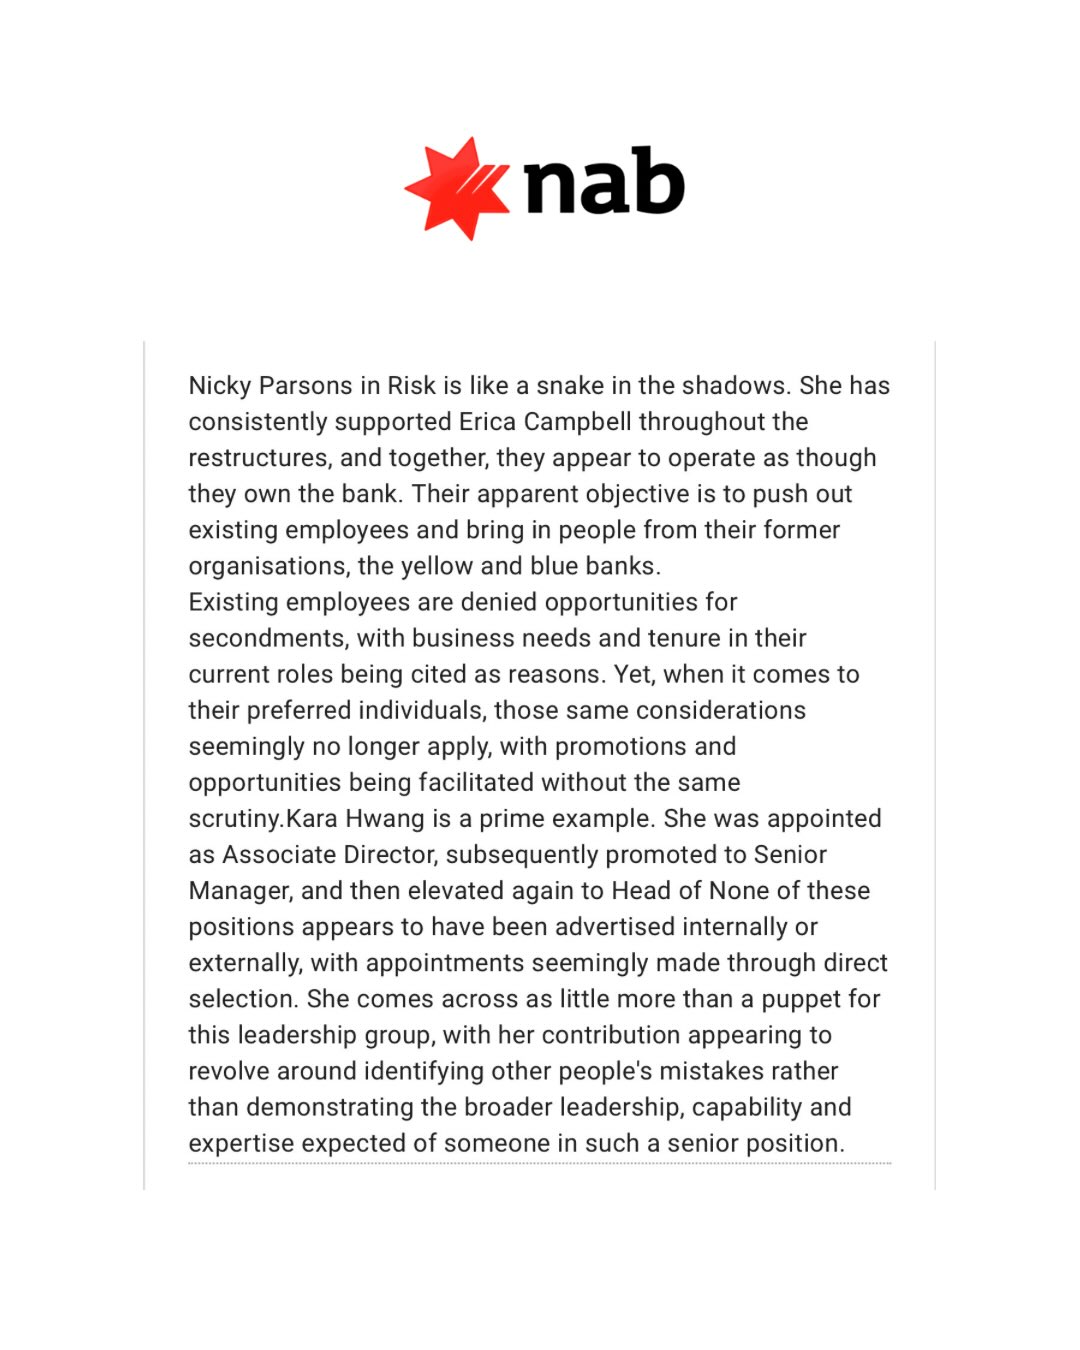 nab
Nicky Parsons in Risk is like a snake in the shadows. She has
consistently supported Erica Campbell throughout the
restructures, and together, they appear to operate as though
they own the bank. Their apparent objective is to push out
existing employees and bring in people from their former
organisations, the yellow and blue banks.
Existing employees are denied opportunities for
secondments, with business needs and tenure in their
current roles being cited as reasons. Yet, when it comes to
their preferred individuals, those same considerations
seemingly no longer apply, with promotions and
opportunities being facilitated without the same
scrutiny.Kara Hwang is a prime example. She was appointed
as Associate Director, subsequently promoted to Senior
Manager, and then elevated again to Head of None of these
positions appears to have been advertised internally or
externally, with appointments seemingly made through direct
selection. She comes across as little more than a puppet for
this leadership group, with her contribution appearing to
revolve around identifying other people's mistakes rather
than demonstrating the broader leadership, capability and
expertise expected of someone in such a senior position.